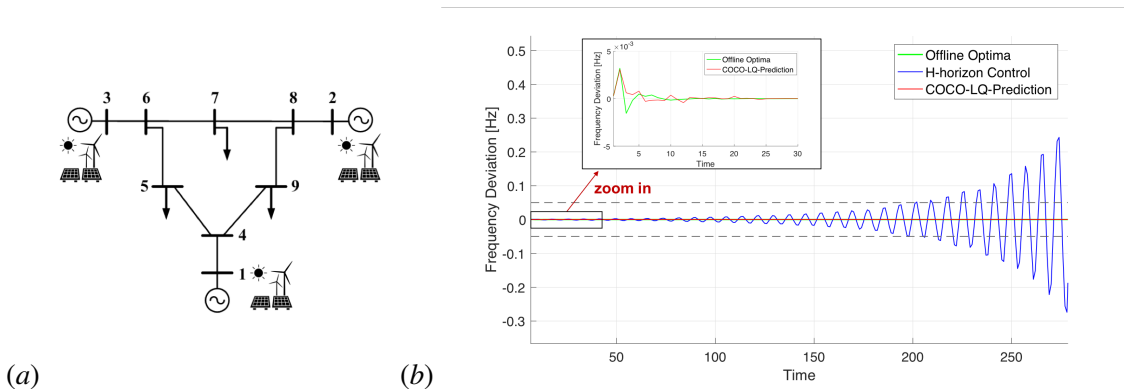 3 6 7 8 2
5 9
4
1
(a)
0.5
0.4
0.3
0.2
0.1
0
-0.1
-0.2
-0.3
Frequency Deviation [Hz]
50 100 150 200 250
Time
Offline Optima
H-horizon Control
COCO-LQ-Prediction
×10⁻³
5
0
-5
Frequency Deviation [Hz]
5 10 15 20 25 30
Time
Offline Optima
COCO-LQ-Prediction
zoom in
(b)